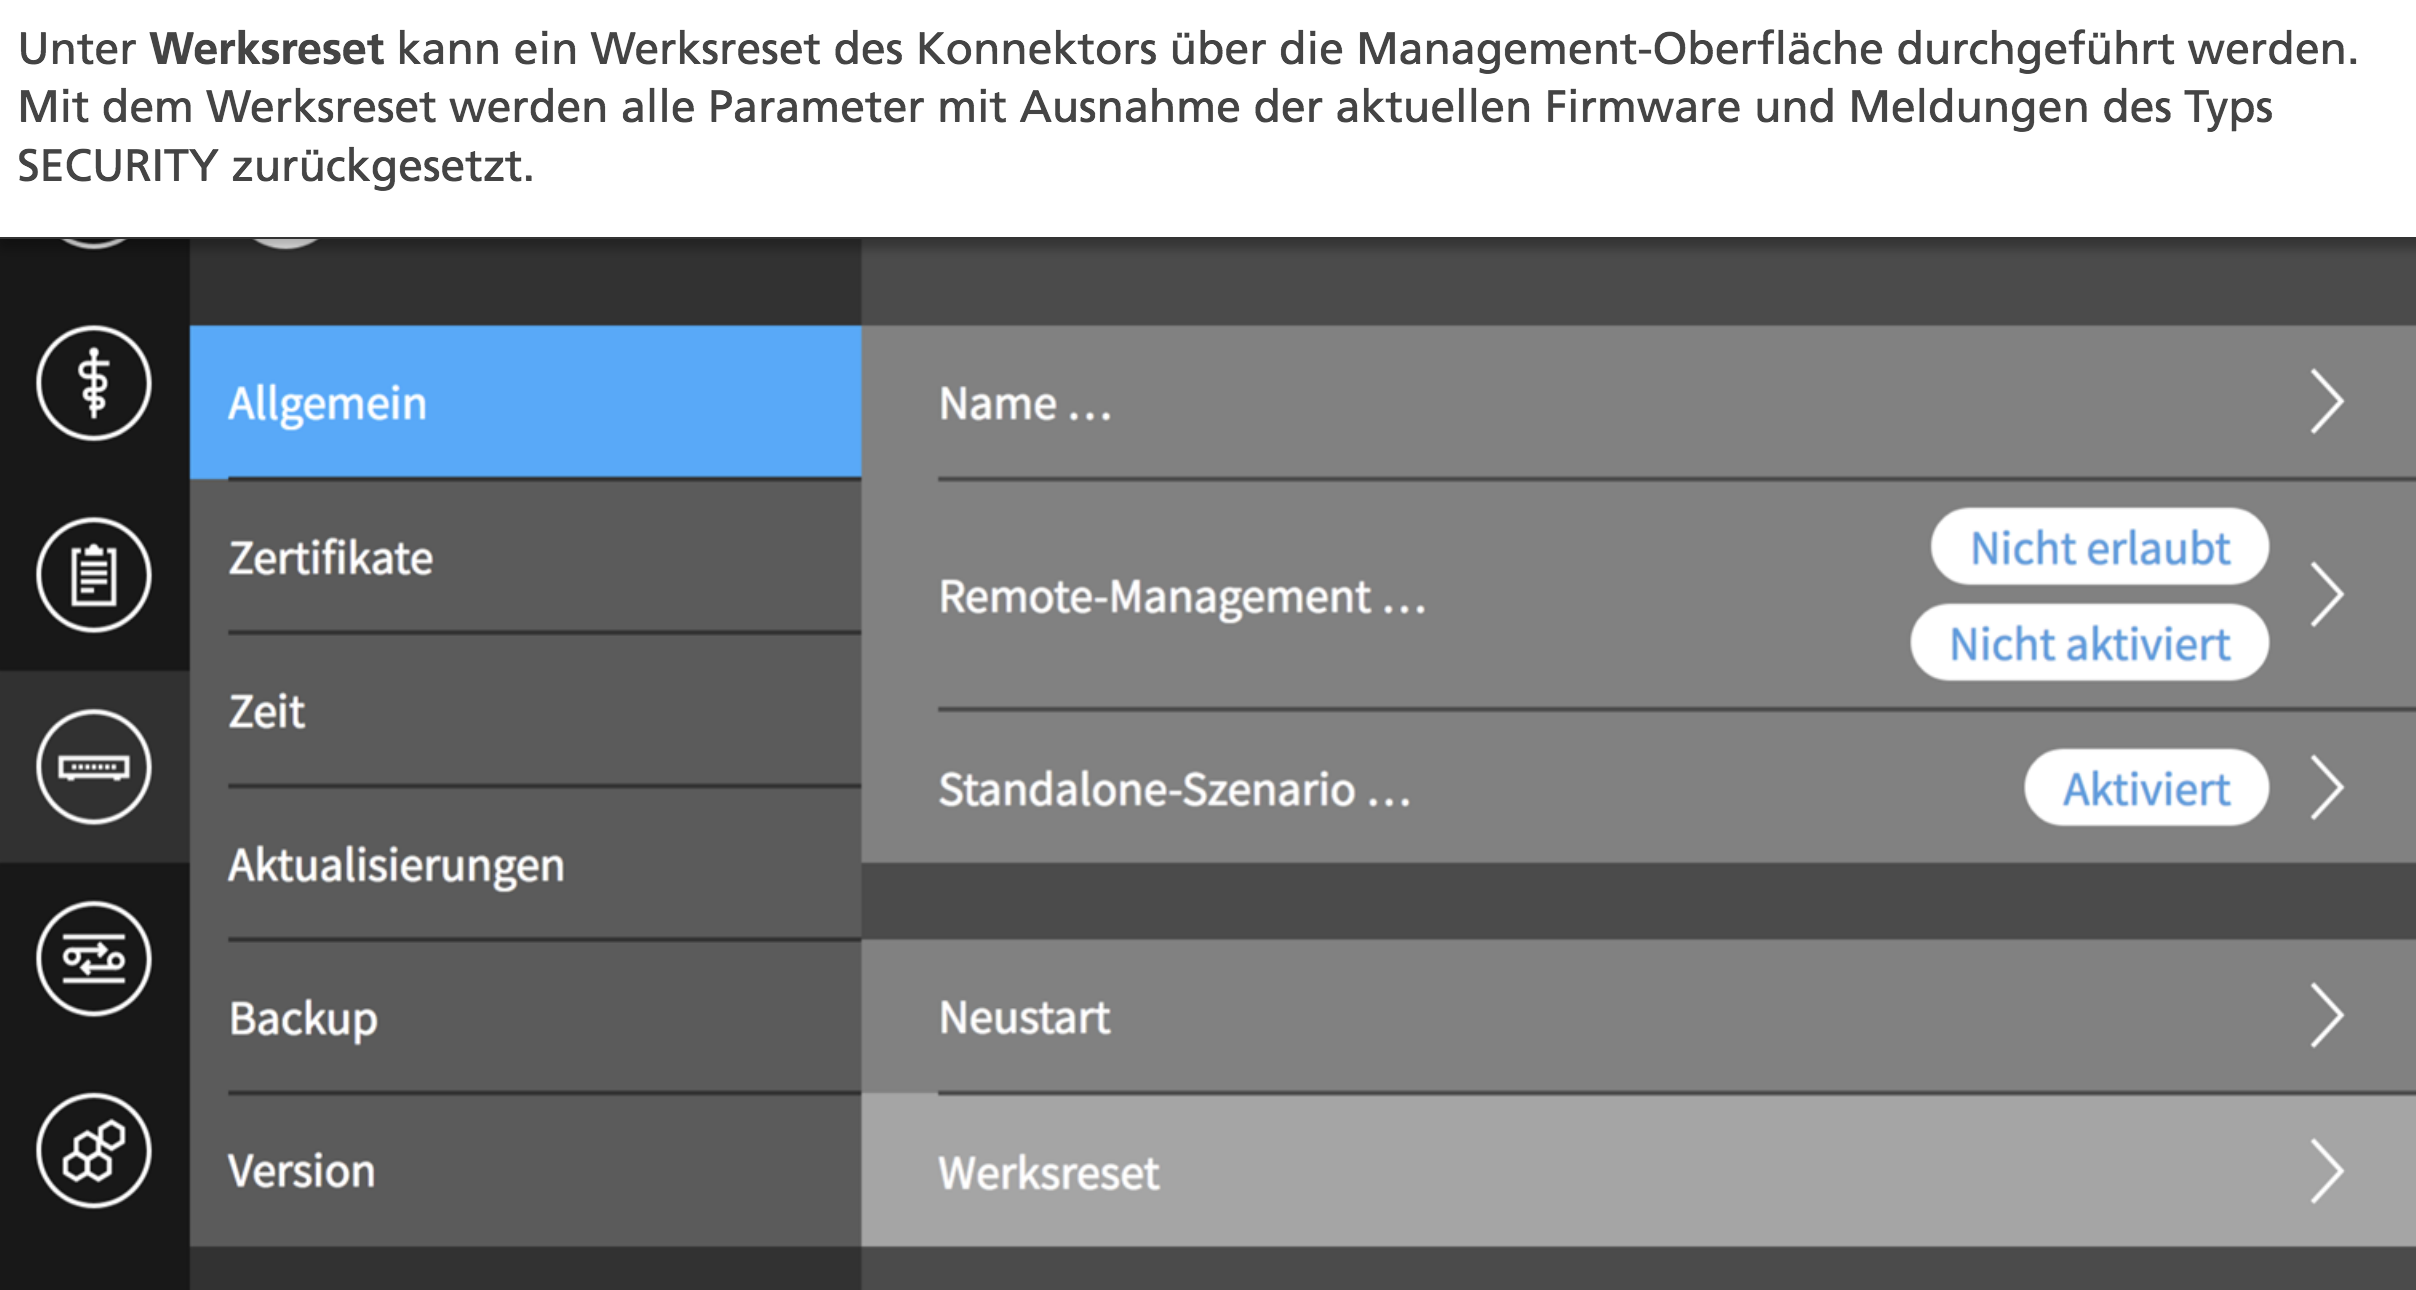 Unter Werksreset kann ein Werksreset des Konnektors über die Management-Oberfläche durchgeführt werden.
Mit dem Werksreset werden alle Parameter mit Ausnahme der aktuellen Firmware und Meldungen des Typs
SECURITY zurückgesetzt.
Allgemein
Zertifikate
Zeit
Aktualisierungen
Backup
Version
Name ...
Remote-Management ...
Nicht erlaubt
Nicht aktiviert
Standalone-Szenario ...
Aktiviert
Neustart
Werksreset